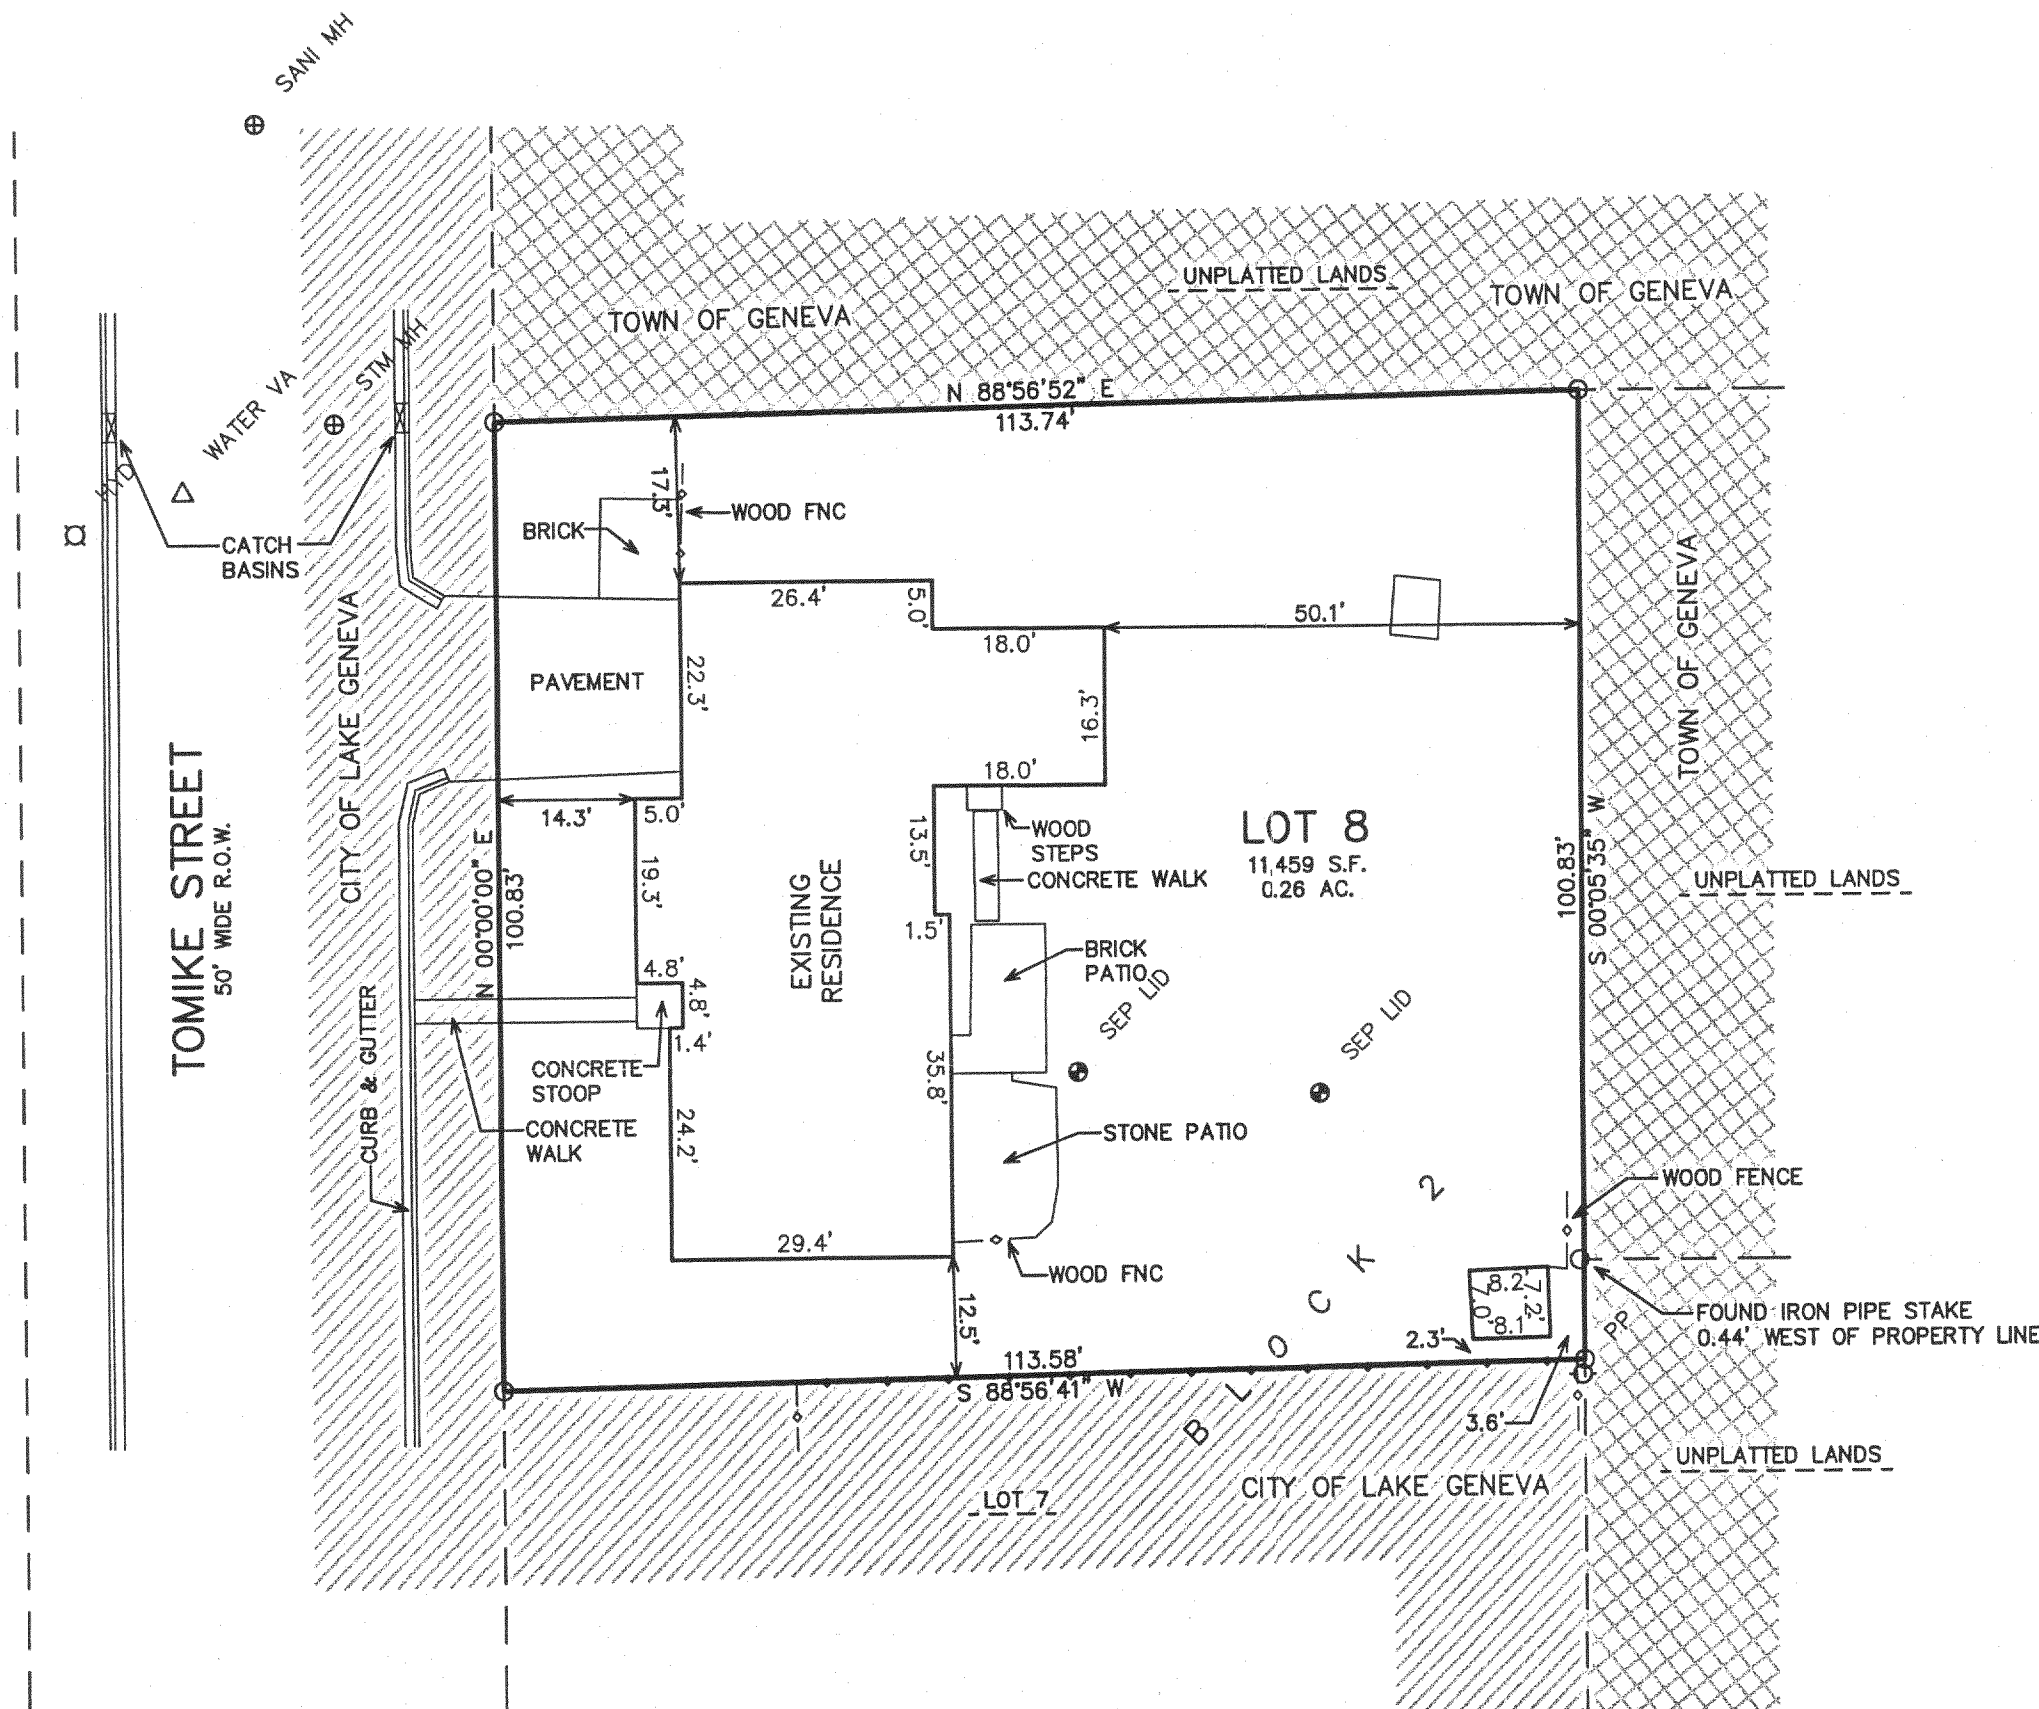 SANI MH
UNPLATTED LANDS
TOWN OF GENEVA
TOWN OF GENEVA
STM MH
WATER VA
HYD
N 88°56'52" E
113.74'
17.3'
WOOD FNC
BRICK
CATCH
BASINS
26.4'
5.0'
18.0'
50.1'
TOWN OF GENEVA
CITY OF LAKE GENEVA
PAVEMENT
22.3'
16.3'
18.0'
14.3'
5.0'
13.5'
WOOD
STEPS
CONCRETE WALK
LOT 8
11,459 S.F.
0.26 AC.
TOMIKE STREET
50' WIDE R.O.W.
N 00°00'00" E
100.83'
19.3'
EXISTING
RESIDENCE
1.5'
100.83'
S 00°05'35" W
UNPLATTED LANDS
BRICK
PATIO
SEP LID
SEP LID
4.8'
4.8'
1.4'
CURB & GUTTER
CONCRETE
STOOP
CONCRETE
WALK
35.8'
24.2'
STONE PATIO
WOOD FENCE
29.4'
WOOD FNC
12.5'
8.2'
7.2'
7.0'
8.1'
2.3'
PP
FOUND IRON PIPE STAKE
0.44' WEST OF PROPERTY LINE
113.58'
S 88°56'41" W
BLOCK 2
3.6'
UNPLATTED LANDS
CITY OF LAKE GENEVA
LOT 7